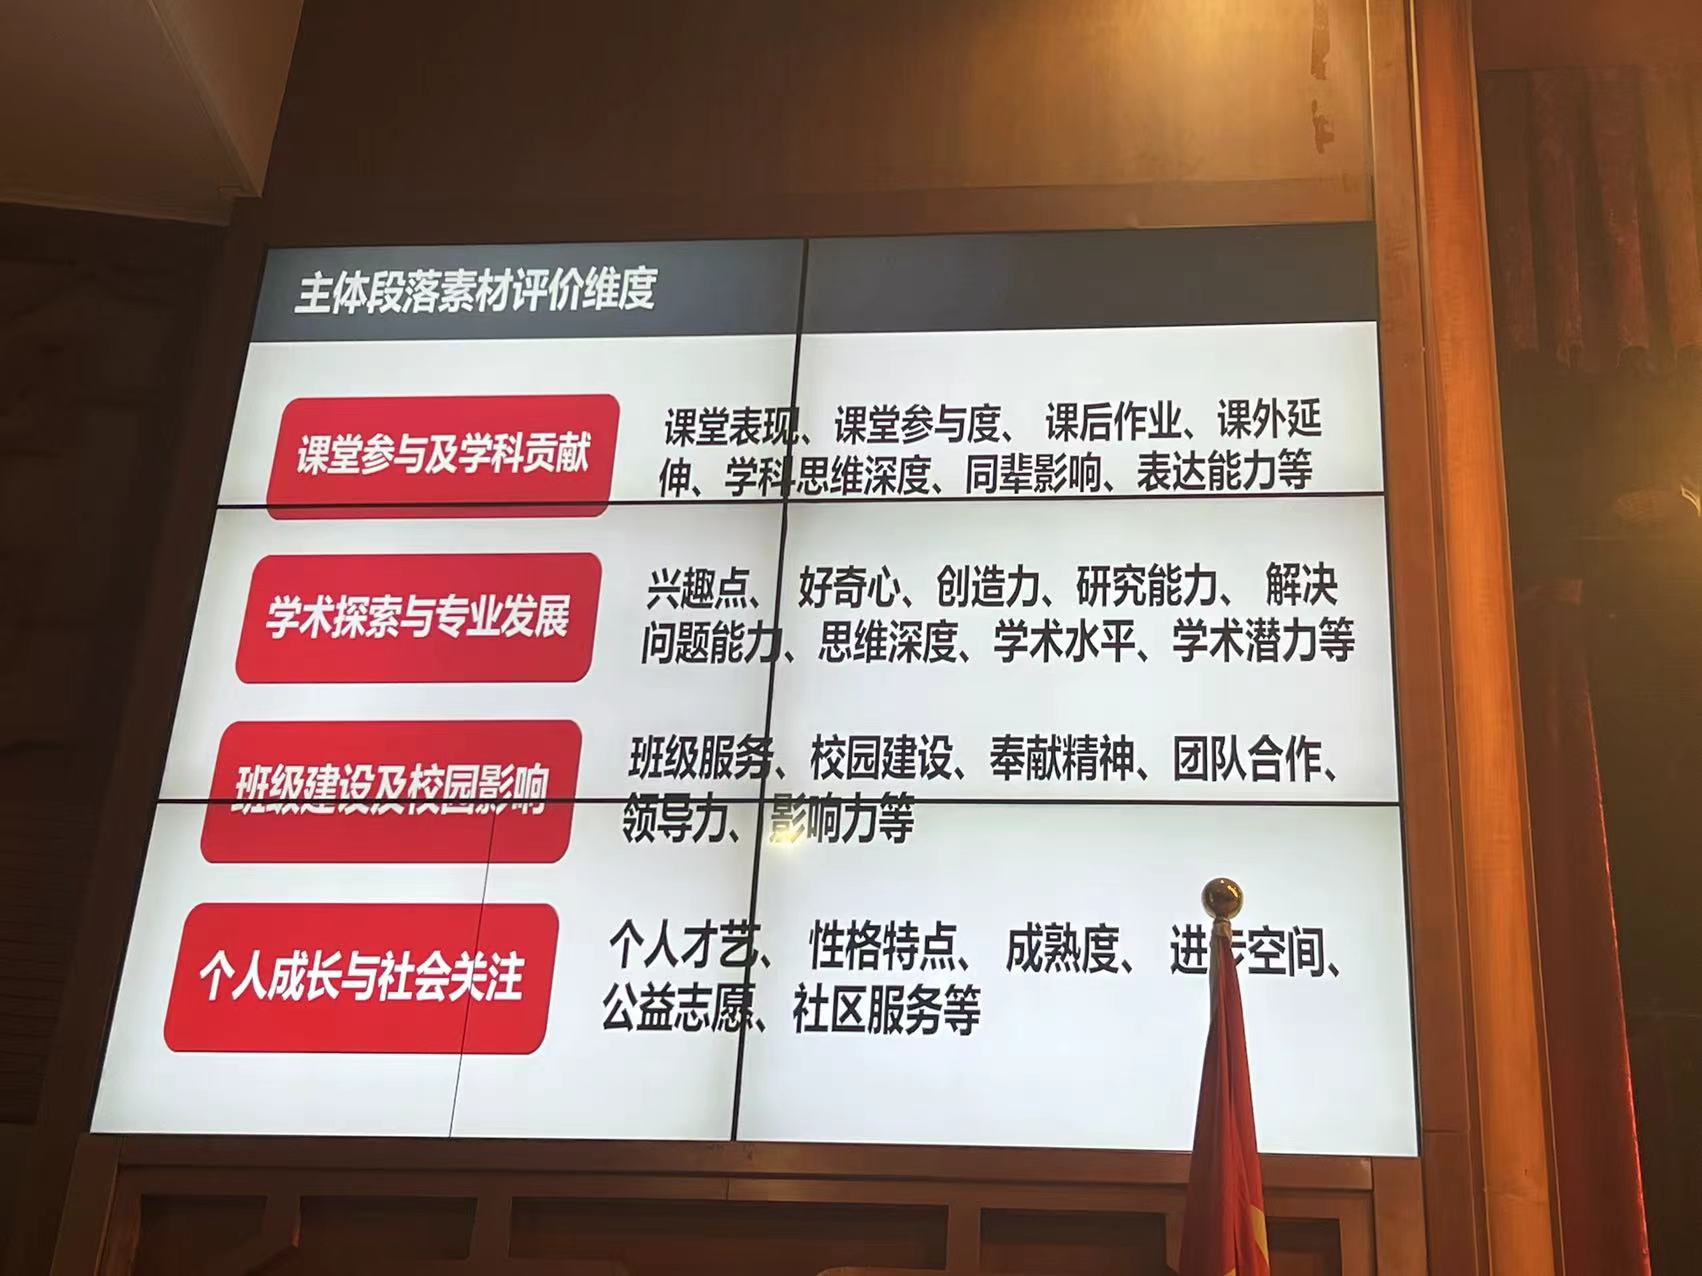 主体段落素材评价维度
课堂参与及学科贡献
课堂表现、课堂参与度、 课后作业、课外延
伸、学科思维深度、同辈影响、表达能力等
学术探索与专业发展
兴趣点、 好奇心、创造力、研究能力、 解决
问题能力、思维深度、学术水平、学术潜力等
班级建设及校园影响
班级服务、校园建设、奉献精神、团队合作、
领导力、影响力等
个人成长与社会关注
个人才艺、 性格特点、 成熟度、 进步空间、
公益志愿、社区服务等